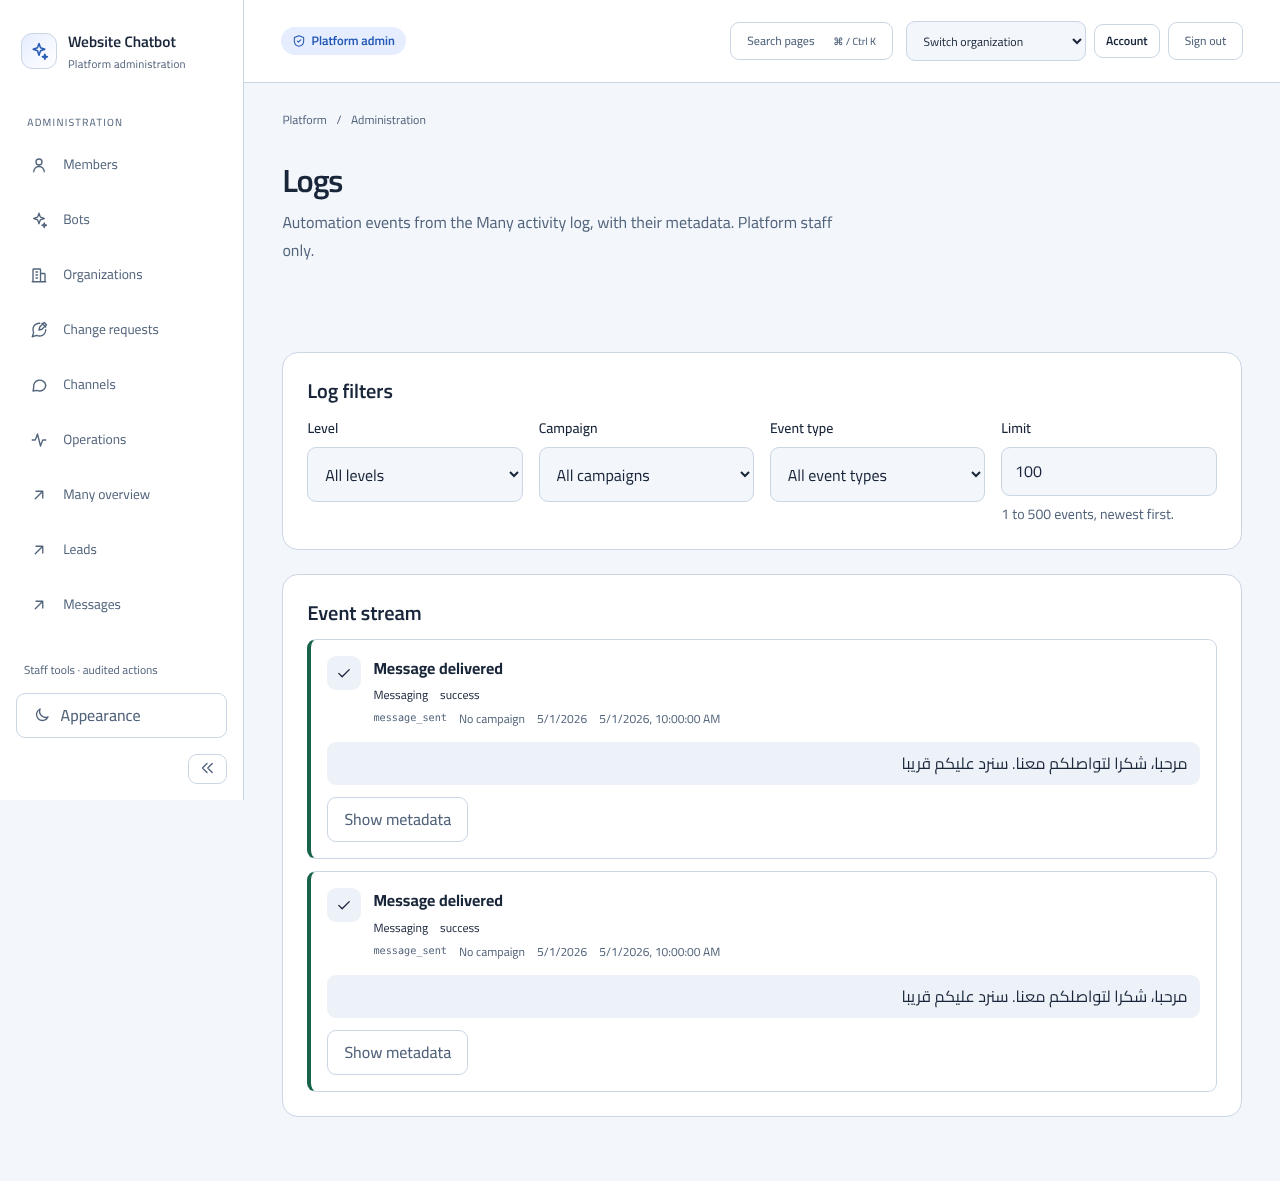 Website Chatbot
Platform administration
ADMINISTRATION
Members
Bots
Organizations
Change requests
Channels
Operations
Many overview
Leads
Messages
Staff tools · audited actions
Appearance
Platform admin
Search pages ⌘ / Ctrl K
Switch organization
Account
Sign out
Platform / Administration
Logs
Automation events from the Many activity log, with their metadata. Platform staff
only.
Log filters
Level Campaign Event type Limit
All levels All campaigns All event types 100
1 to 500 events, newest first.
Event stream
Message delivered
Messaging success
message_sent No campaign 5/1/2026 5/1/2026, 10:00:00 AM
مرحبا، شكرا لتواصلكم معنا. سنرد عليكم قريبا
Show metadata
Message delivered
Messaging success
message_sent No campaign 5/1/2026 5/1/2026, 10:00:00 AM
مرحبا، شكرا لتواصلكم معنا. سنرد عليكم قريبا
Show metadata